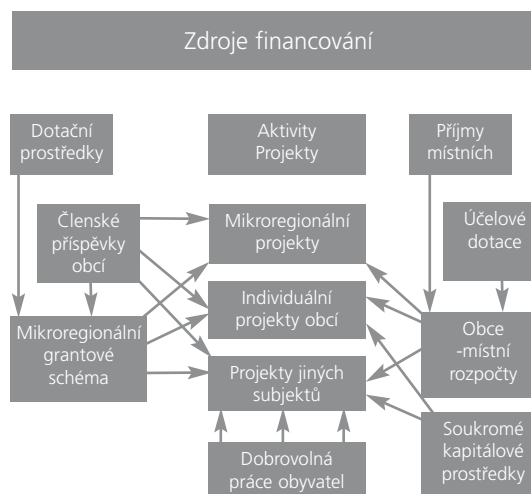 Zdroje financování
Dotační
prostředky
Aktivity
Projekty
Příjmy
místních
Členské
příspěvky
obcí
Mikroregionální
projekty
Účelové
dotace
Individuální
projekty obcí
Mikroregionální
grantové
schéma
Obce
-místní
rozpočty
Projekty jiných
subjektů
Soukromé
kapitálové
prostředky
Dobrovolná
práce obyvatel